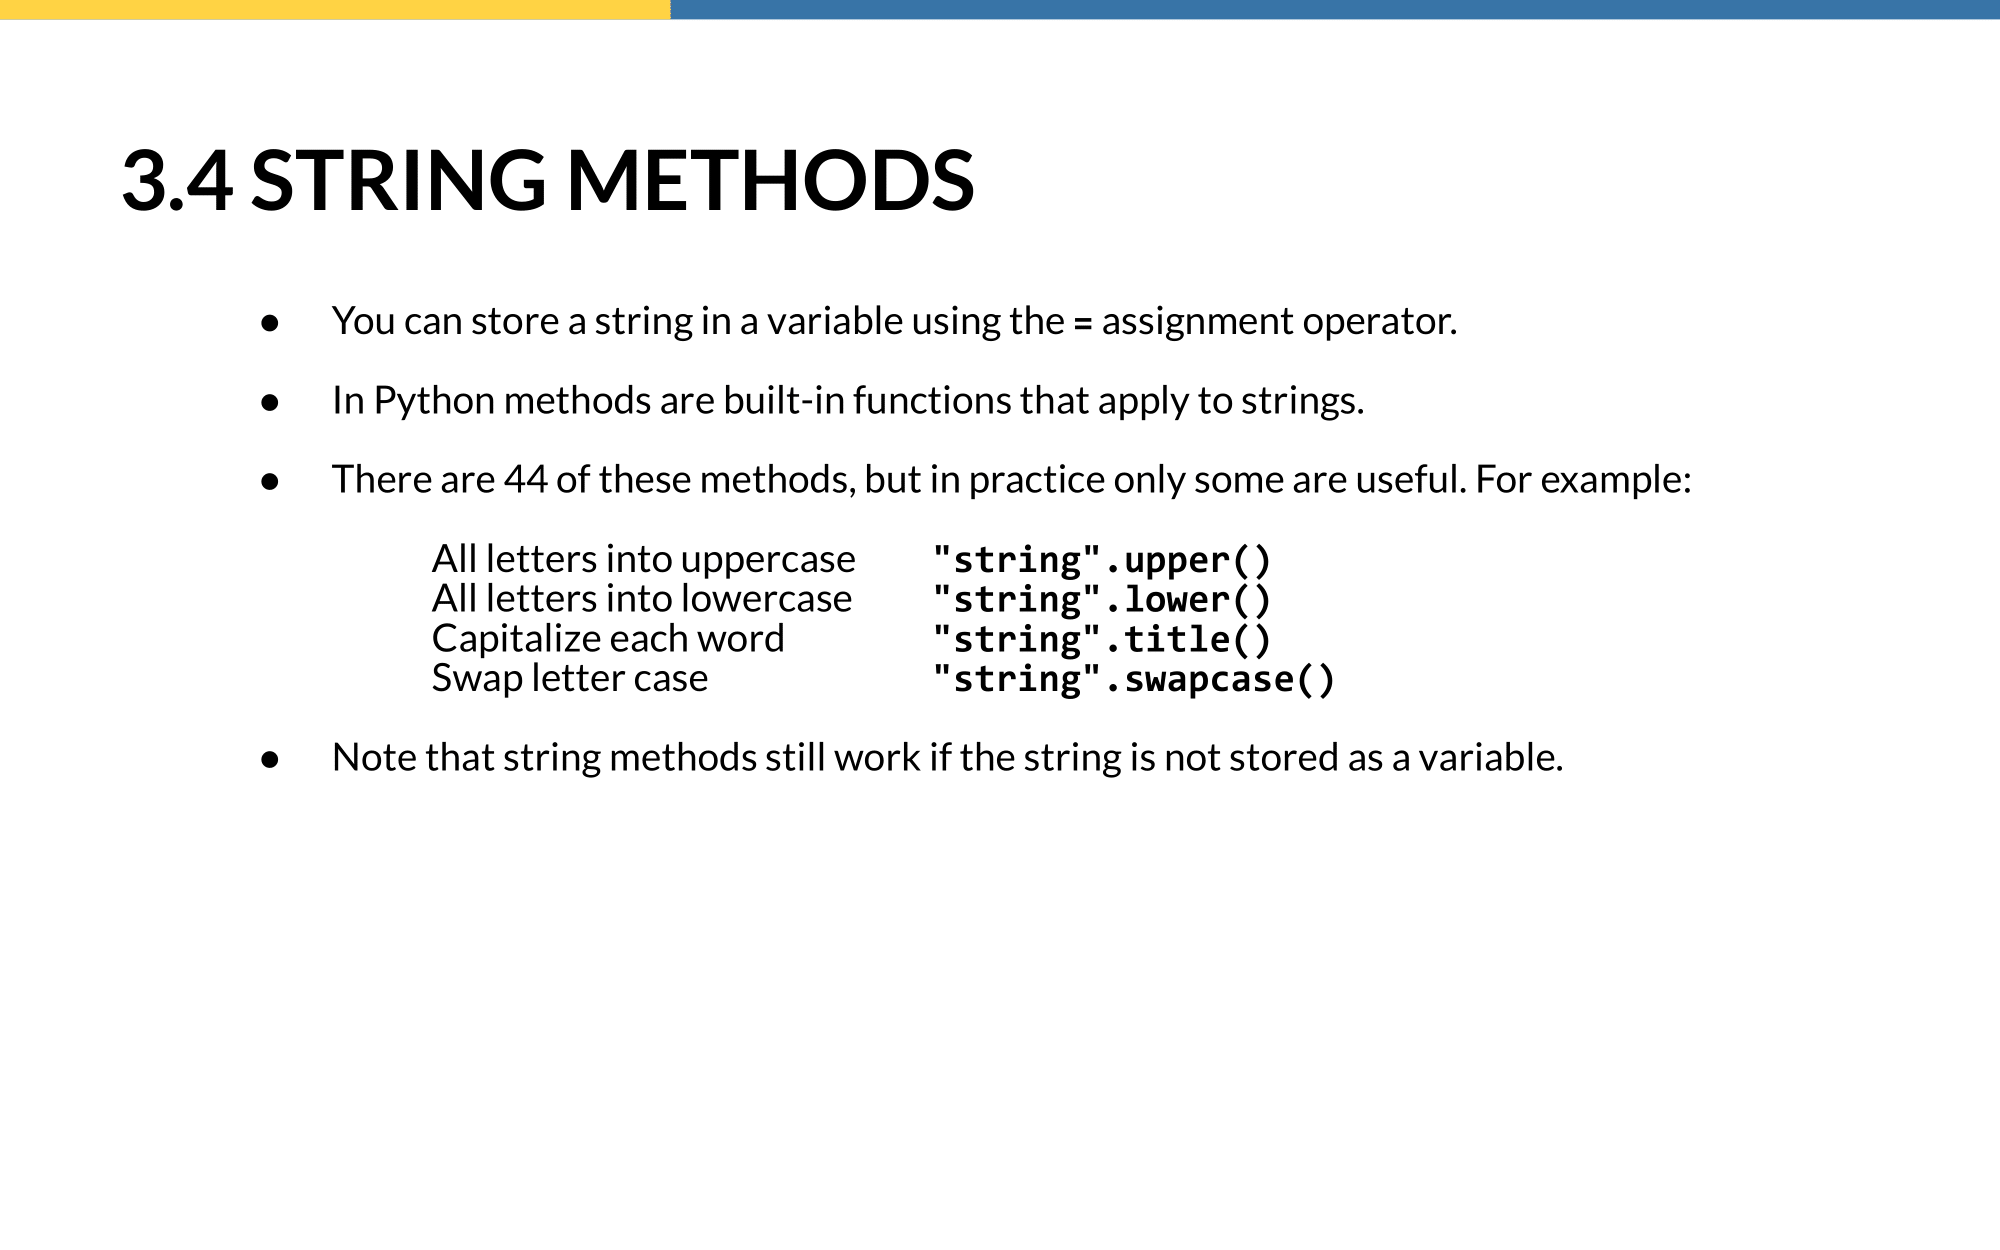 3.4 STRING METHODS
● You can store a string in a variable using the = assignment operator.
● In Python methods are built-in functions that apply to strings.
● There are 44 of these methods, but in practice only some are useful. For example:
All letters into uppercase "string".upper()
All letters into lowercase "string".lower()
Capitalize each word "string".title()
Swap letter case "string".swapcase()
● Note that string methods still work if the string is not stored as a variable.